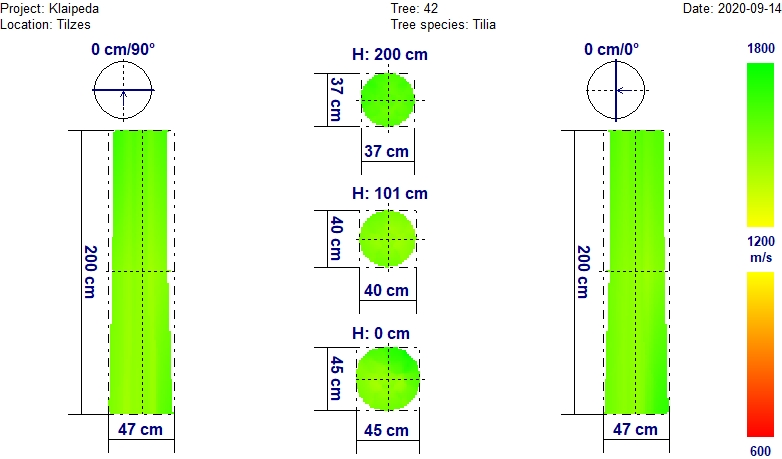 Project: Klaipeda
Tree: 42
Date: 2020-09-14
Location: Tilzes
Tree species: Tilia
0 cm/90°
H: 200 cm
0 cm/0°
1800
37 cm
37 cm
H: 101 cm
40 cm
40 cm
200 cm
200 cm
1200
m/s
H: 0 cm
45 cm
47 cm
45 cm
47 cm
600